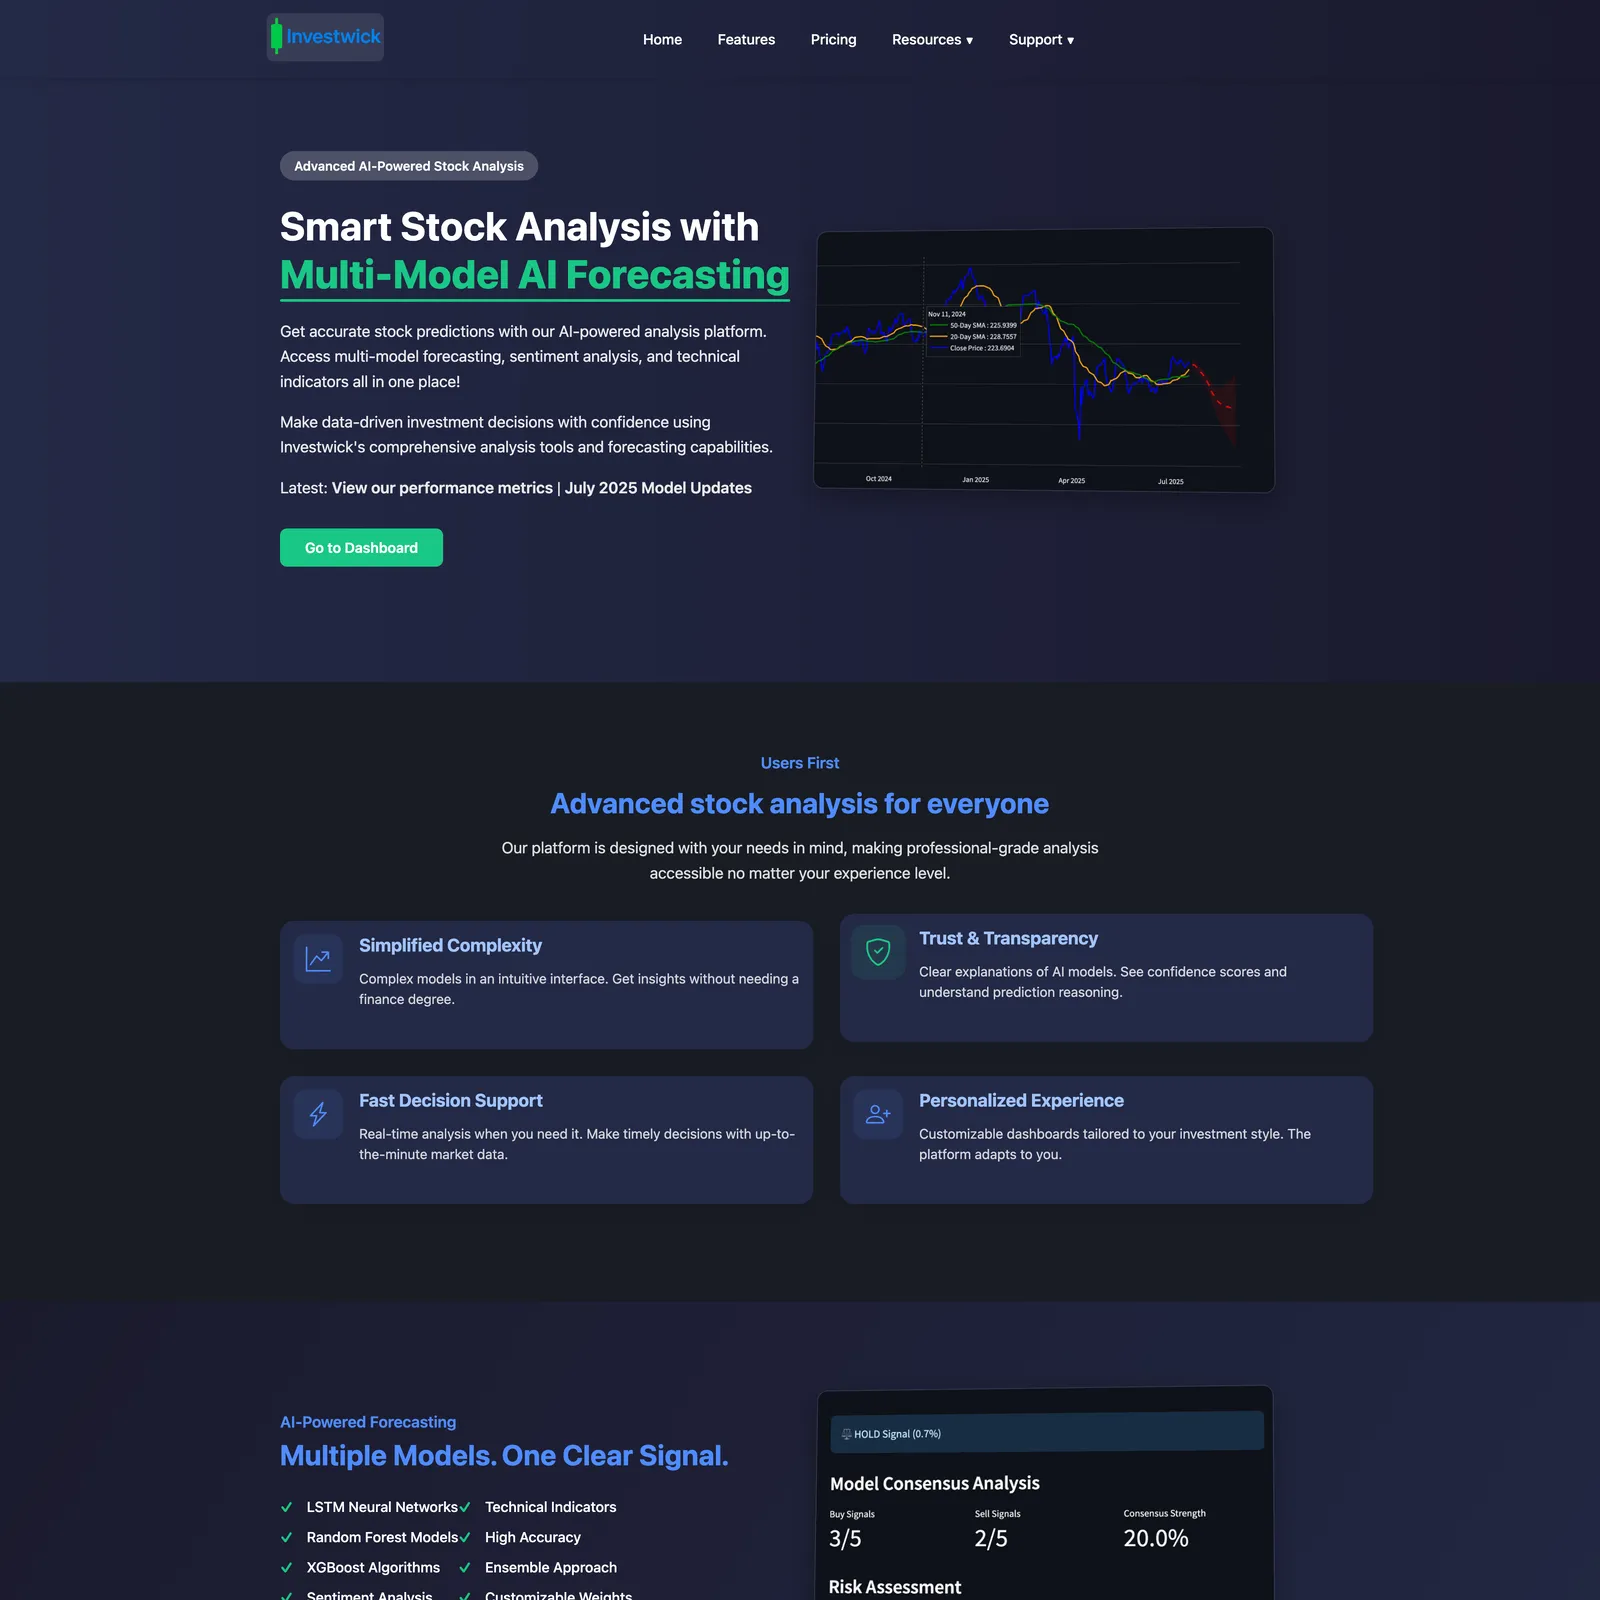 Investwick
Home
Features
Pricing
Resources ▾
Support ▾
Advanced AI-Powered Stock Analysis
Smart Stock Analysis with
Multi-Model AI Forecasting
Get accurate stock predictions with our AI-powered analysis platform.
Access multi-model forecasting, sentiment analysis, and technical
indicators all in one place!
Make data-driven investment decisions with confidence using
Investwick's comprehensive analysis tools and forecasting capabilities.
Latest: View our performance metrics | July 2025 Model Updates
Go to Dashboard
Nov 11, 2024
50-Day SMA : 225.9399
20-Day SMA : 228.7557
Close Price : 223.6904
Oct 2024
Jan 2025
Apr 2025
Jul 2025
Users First
Advanced stock analysis for everyone
Our platform is designed with your needs in mind, making professional-grade analysis
accessible no matter your experience level.
Simplified Complexity
Complex models in an intuitive interface. Get insights without needing a
finance degree.
Trust & Transparency
Clear explanations of AI models. See confidence scores and
understand prediction reasoning.
Fast Decision Support
Real-time analysis when you need it. Make timely decisions with up-to-
the-minute market data.
Personalized Experience
Customizable dashboards tailored to your investment style. The
platform adapts to you.
AI-Powered Forecasting
Multiple Models. One Clear Signal.
LSTM Neural Networks
Technical Indicators
Random Forest Models
High Accuracy
XGBoost Algorithms
Ensemble Approach
Sentiment Analysis
Customizable Weights
HOLD Signal (0.7%)
Model Consensus Analysis
Buy Signals
Sell Signals
Consensus Strength
3/5
2/5
20.0%
Risk Assessment